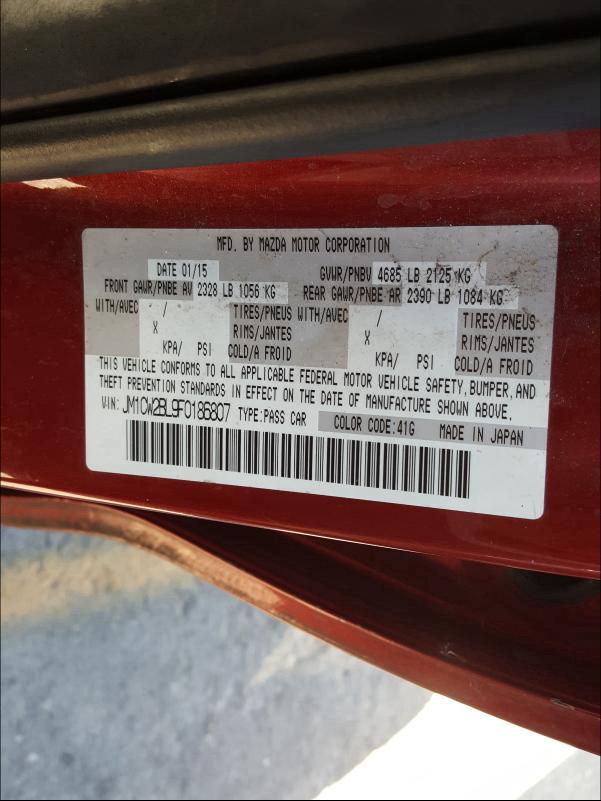 MFD. BY MAZDA MOTOR CORPORATION
DATE 01/15 GVWR/PNBV 4685 LB 2125 KG
FRONT GAWR/PNBE AV 2328 LB 1056 KG REAR GAWR/PNBE AR 2390 LB 1084 KG
WITH/AVEC / TIRES/PNEUS WITH/AVEC / TIRES/PNEUS
X RIMS/JANTES X RIMS/JANTES
KPA/ PSI COLD/A FROID KPA/ PSI COLD/A FROID
THIS VEHICLE CONFORMS TO ALL APPLICABLE FEDERAL MOTOR VEHICLE SAFETY, BUMPER, AND
THEFT PREVENTION STANDARDS IN EFFECT ON THE DATE OF MANUFACTURE SHOWN ABOVE.
VIN: JM1CW2BL9F0186807 TYPE: PASS CAR COLOR CODE: 41G MADE IN JAPAN